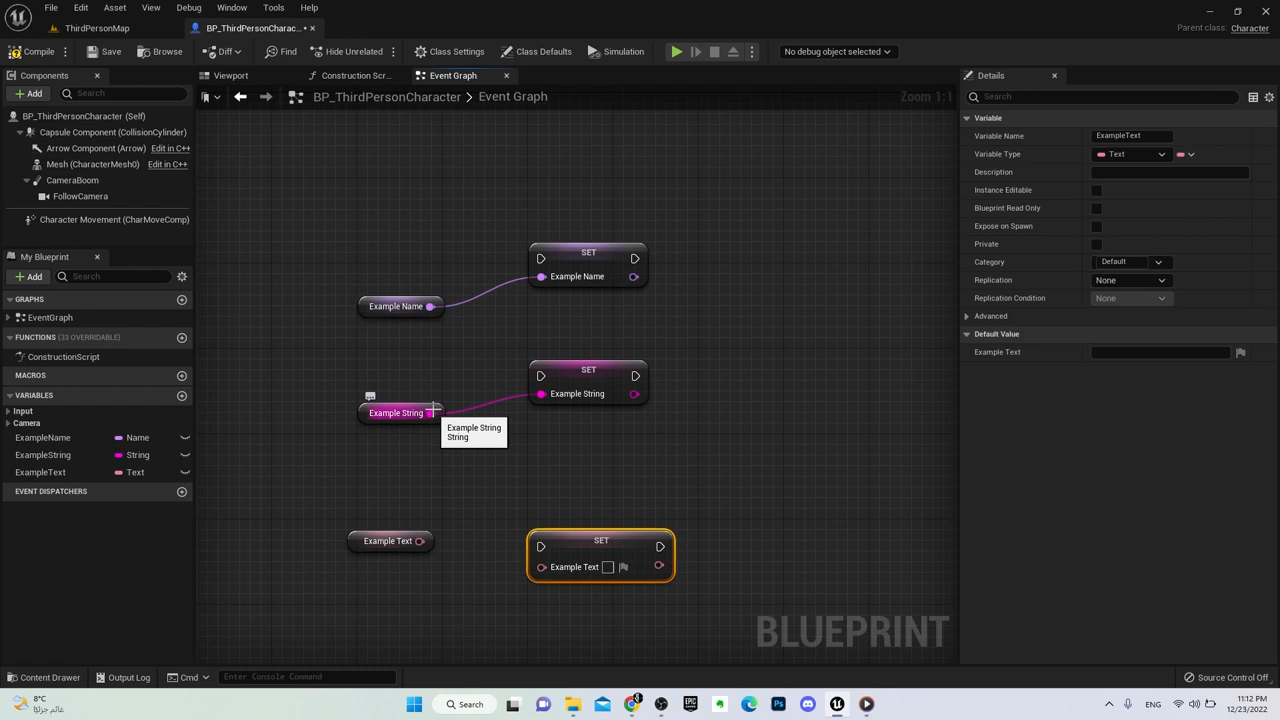 File Edit Asset View Debug Window Tools Help
ThirdPersonMap
BP_ThirdPersonCharac... •
Parent class: Character
Compile Save Browse Diff Find Hide Unrelated Class Settings Class Defaults Simulation No debug object selected
Components
Add Search
BP_ThirdPersonCharacter (Self)
Capsule Component (CollisionCylinder)
Arrow Component (Arrow) Edit in C++
Mesh (CharacterMesh0) Edit in C++
CameraBoom
FollowCamera
Character Movement (CharMoveComp)
My Blueprint
Add Search
GRAPHS
EventGraph
FUNCTIONS (33 OVERRIDABLE)
ConstructionScript
MACROS
VARIABLES
Input
Camera
ExampleName Name
ExampleString String
ExampleText Text
EVENT DISPATCHERS
Viewport Construction Scr... Event Graph
BP_ThirdPersonCharacter > Event Graph Zoom 1:1
SET
Example Name
Example Name
SET
Example String
Example String
Example String
String
SET
Example Text
Example Text
BLUEPRINT
Details
Search
Variable
Variable Name ExampleText
Variable Type Text
Description
Instance Editable
Blueprint Read Only
Expose on Spawn
Private
Category Default
Replication None
Replication Condition None
Advanced
Default Value
Example Text
Content Drawer Output Log Cmd Enter Console Command Source Control Off
8°C
غائم جزئيًا
Search
ENG
11:12 PM
12/23/2022